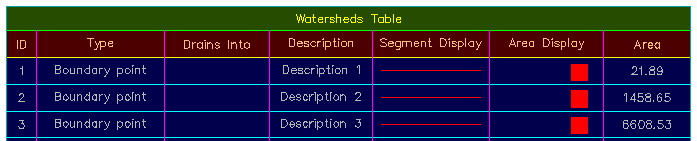 Watersheds Table
ID Type Drains Into Description Segment Display Area Display Area
1 Boundary point Description 1 21.89
2 Boundary point Description 2 1458.65
3 Boundary point Description 3 6608.53